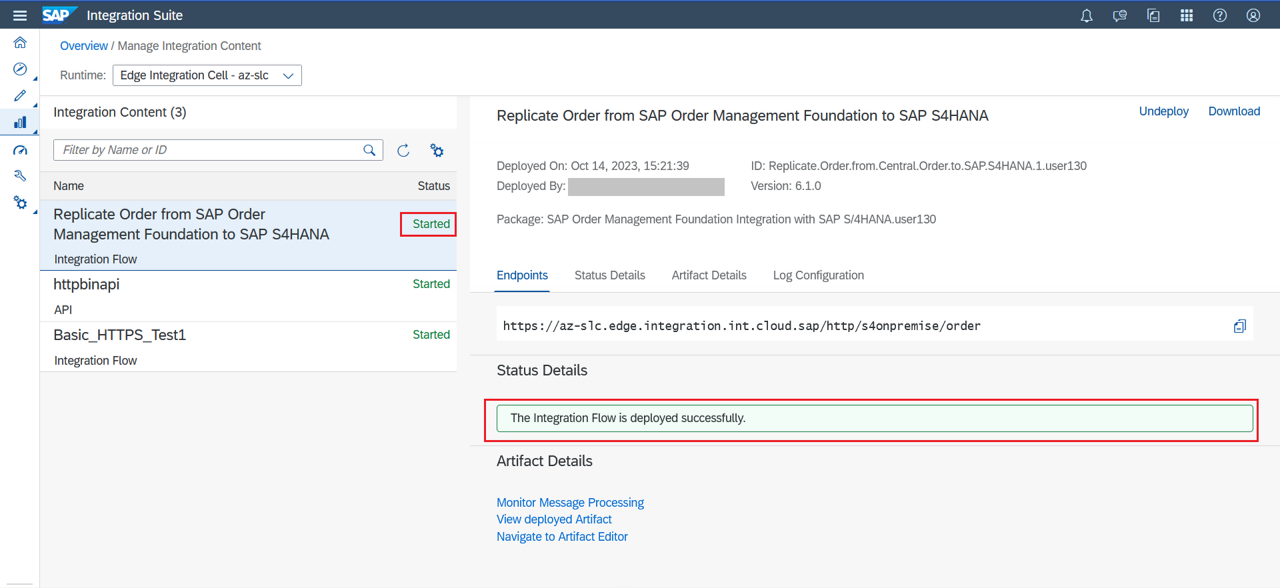 SAP Integration Suite
Overview / Manage Integration Content
Runtime: Edge Integration Cell - az-slc
Integration Content (3)
Filter by Name or ID
Name Status
Replicate Order from SAP Order
Management Foundation to SAP S4HANA
Started
Integration Flow
httpbinapi Started
API
Basic_HTTPS_Test1 Started
Integration Flow
Replicate Order from SAP Order Management Foundation to SAP S4HANA
Undeploy Download
Deployed On: Oct 14, 2023, 15:21:39
ID: Replicate.Order.from.Central.Order.to.SAP.S4HANA.1.user130
Deployed By:
Version: 6.1.0
Package: SAP Order Management Foundation Integration with SAP S/4HANA.user130
Endpoints Status Details Artifact Details Log Configuration
https://az-slc.edge.integration.int.cloud.sap/http/s4onpremise/order
Status Details
The Integration Flow is deployed successfully.
Artifact Details
Monitor Message Processing
View deployed Artifact
Navigate to Artifact Editor